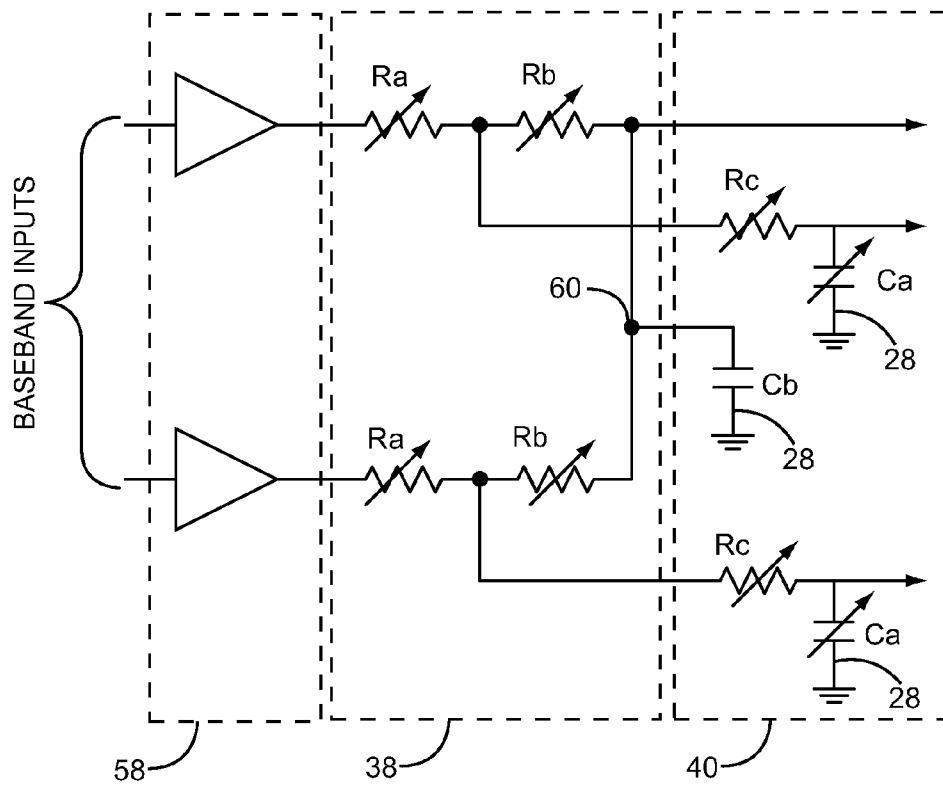 Ra
Rb
Rc
Ca
28
60
BASEBAND INPUTS
Cb
28
Ra
Rb
Rc
Ca
28
58
38
40